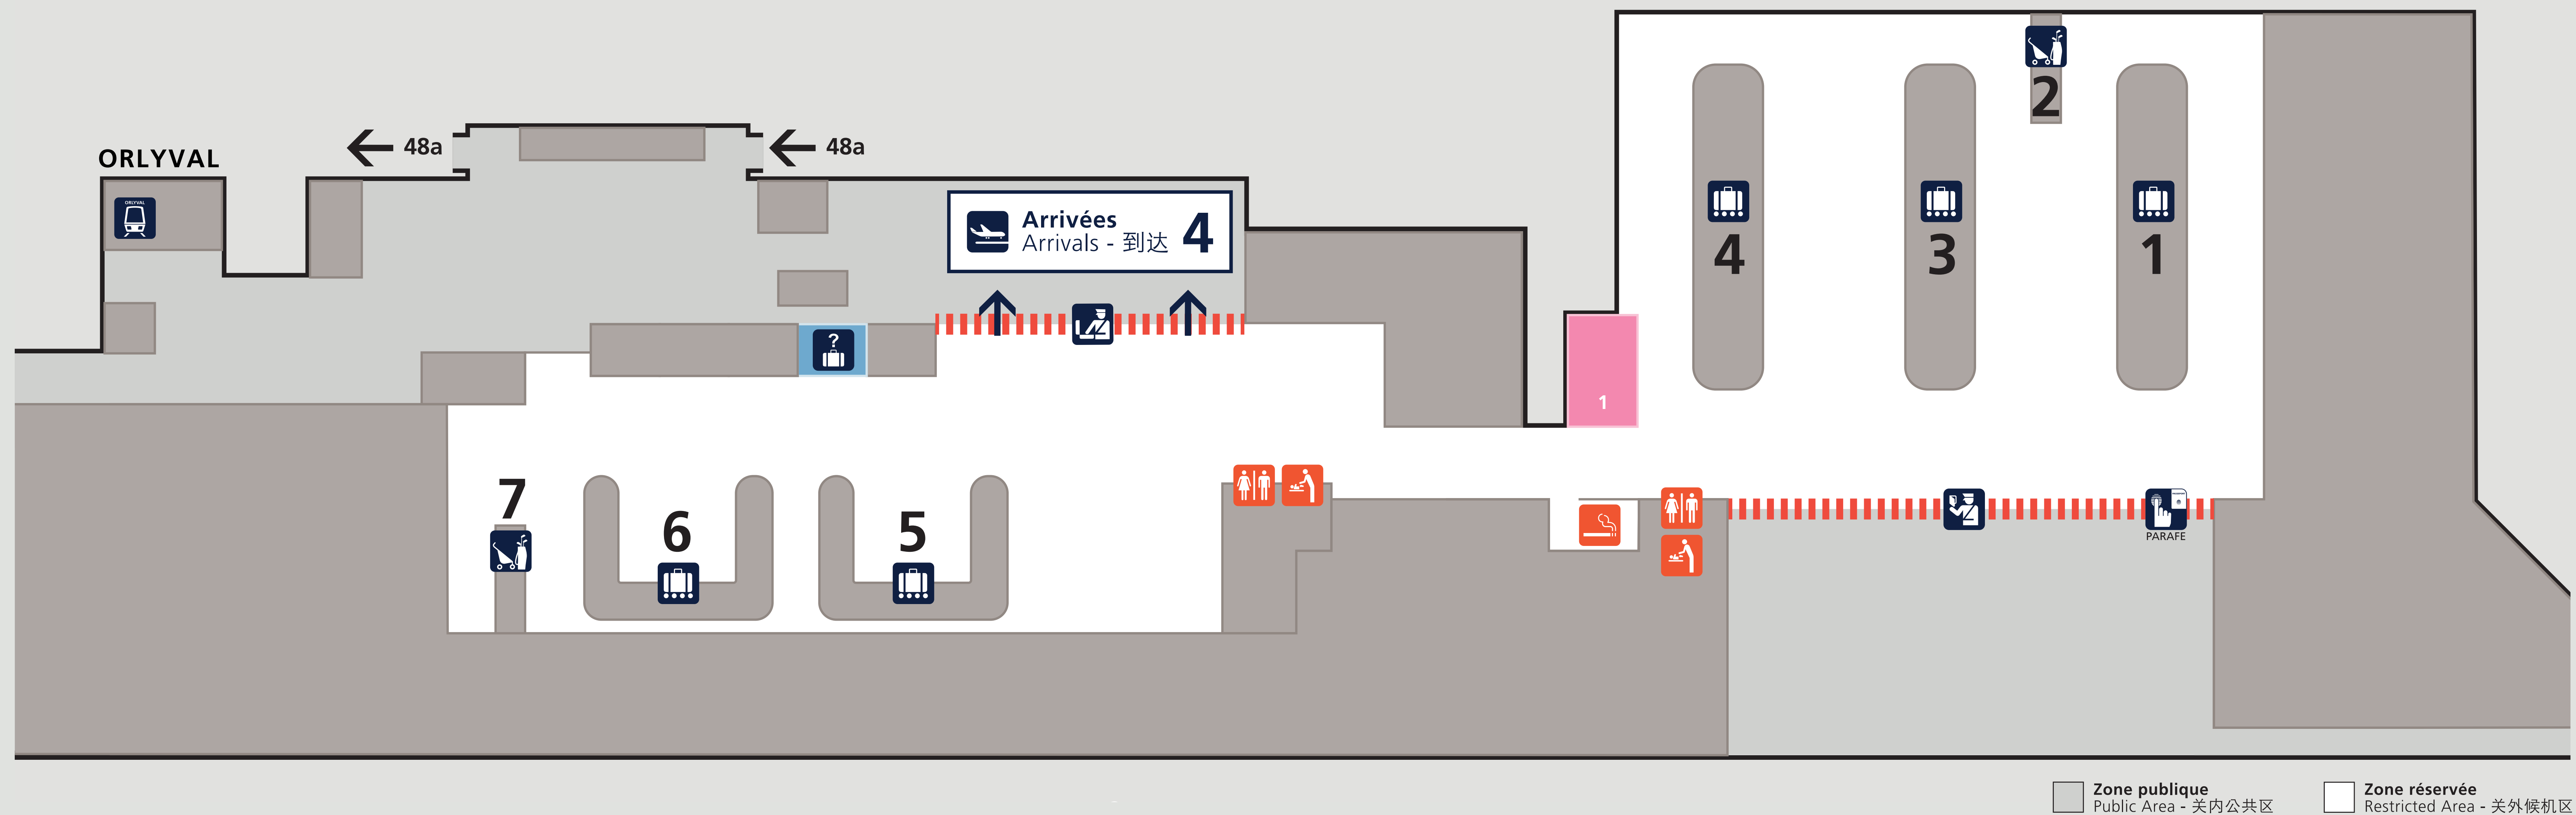 ORLYVAL
ORLYVAL
48a
48a
Arrivées
Arrivals - 到达
4
?
4
3
2
1
1
7
6
5
PARAFE
Zone publique
Public Area - 关内公共区
Zone réservée
Restricted Area - 关外候机区